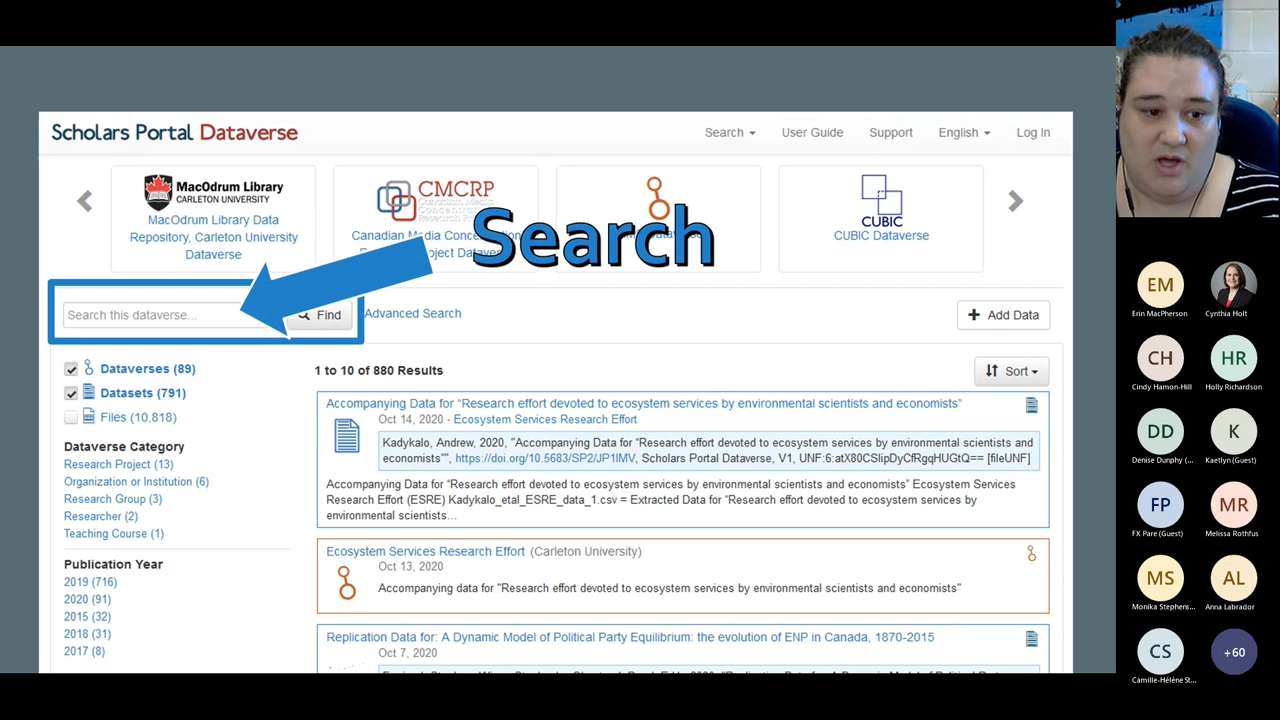 Scholars Portal Dataverse
Search
User Guide
Support
English
Log In
MacOdrum Library
CARLETON UNIVERSITY
MacOdrum Library Data
Repository, Carleton University
Dataverse
CMCRP
Canadian Media Concentration
Research Project
Canadian Media Conce
CUBIC
CUBIC Dataverse
Search
Search this dataverse...
Find
Advanced Search
Add Data
Dataverses (89)
Datasets (791)
Files (10,818)
Dataverse Category
Research Project (13)
Organization or Institution (6)
Research Group (3)
Researcher (2)
Teaching Course (1)
Publication Year
2019 (716)
2020 (91)
2015 (32)
2018 (31)
2017 (8)
1 to 10 of 880 Results
Sort
Accompanying Data for “Research effort devoted to ecosystem services by environmental scientists and economists”
Oct 14, 2020 - Ecosystem Services Research Effort
Kadykalo, Andrew, 2020, "Accompanying Data for “Research effort devoted to ecosystem services by environmental scientists and
economists”", https://doi.org/10.5683/SP2/JP1IMV, Scholars Portal Dataverse, V1, UNF:6:atX80CSlipDyCfRgqHUGtQ== [fileUNF]
Accompanying Data for “Research effort devoted to ecosystem services by environmental scientists and economists” Ecosystem Services
Research Effort (ESRE) Kadykalo_etal_ESRE_data_1.csv = Extracted Data for “Research effort devoted to ecosystem services by
environmental scientists...
Ecosystem Services Research Effort (Carleton University)
Oct 13, 2020
Accompanying data for "Research effort devoted to ecosystem services by environmental scientists and economists"
Replication Data for: A Dynamic Model of Political Party Equilibrium: the evolution of ENP in Canada, 1870-2015
Oct 7, 2020
EM
Erin MacPherson
Cynthia Holt
CH
Cindy Hamon-Hill
HR
Holly Richardson
DD
Denise Dunphy (...
K
Kaetlyn (Guest)
FP
FX Pare (Guest)
MR
Melissa Rothfus
MS
Monika Stephens...
AL
Anna Labrador
CS
Camille-Hélène St...
+60